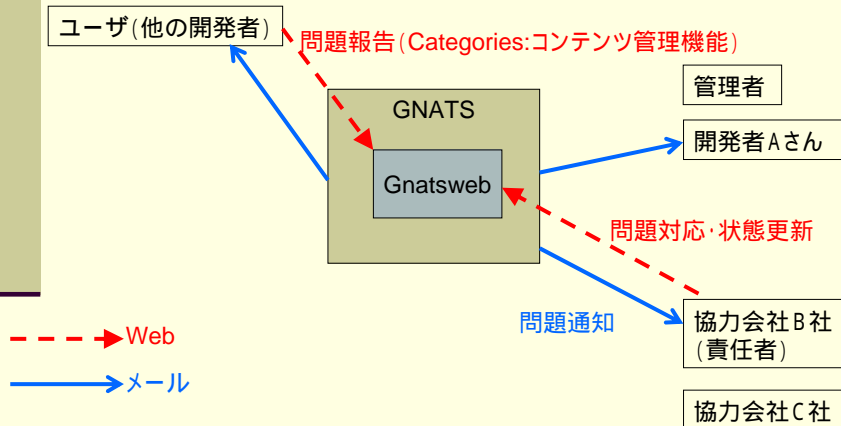 ユーザ(他の開発者)
問題報告(Categories:コンテンツ管理機能)
管理者
GNATS
開発者Aさん
Gnatsweb
問題対応･状態更新
問題通知
協力会社B社
(責任者)
Web
メール
協力会社C社